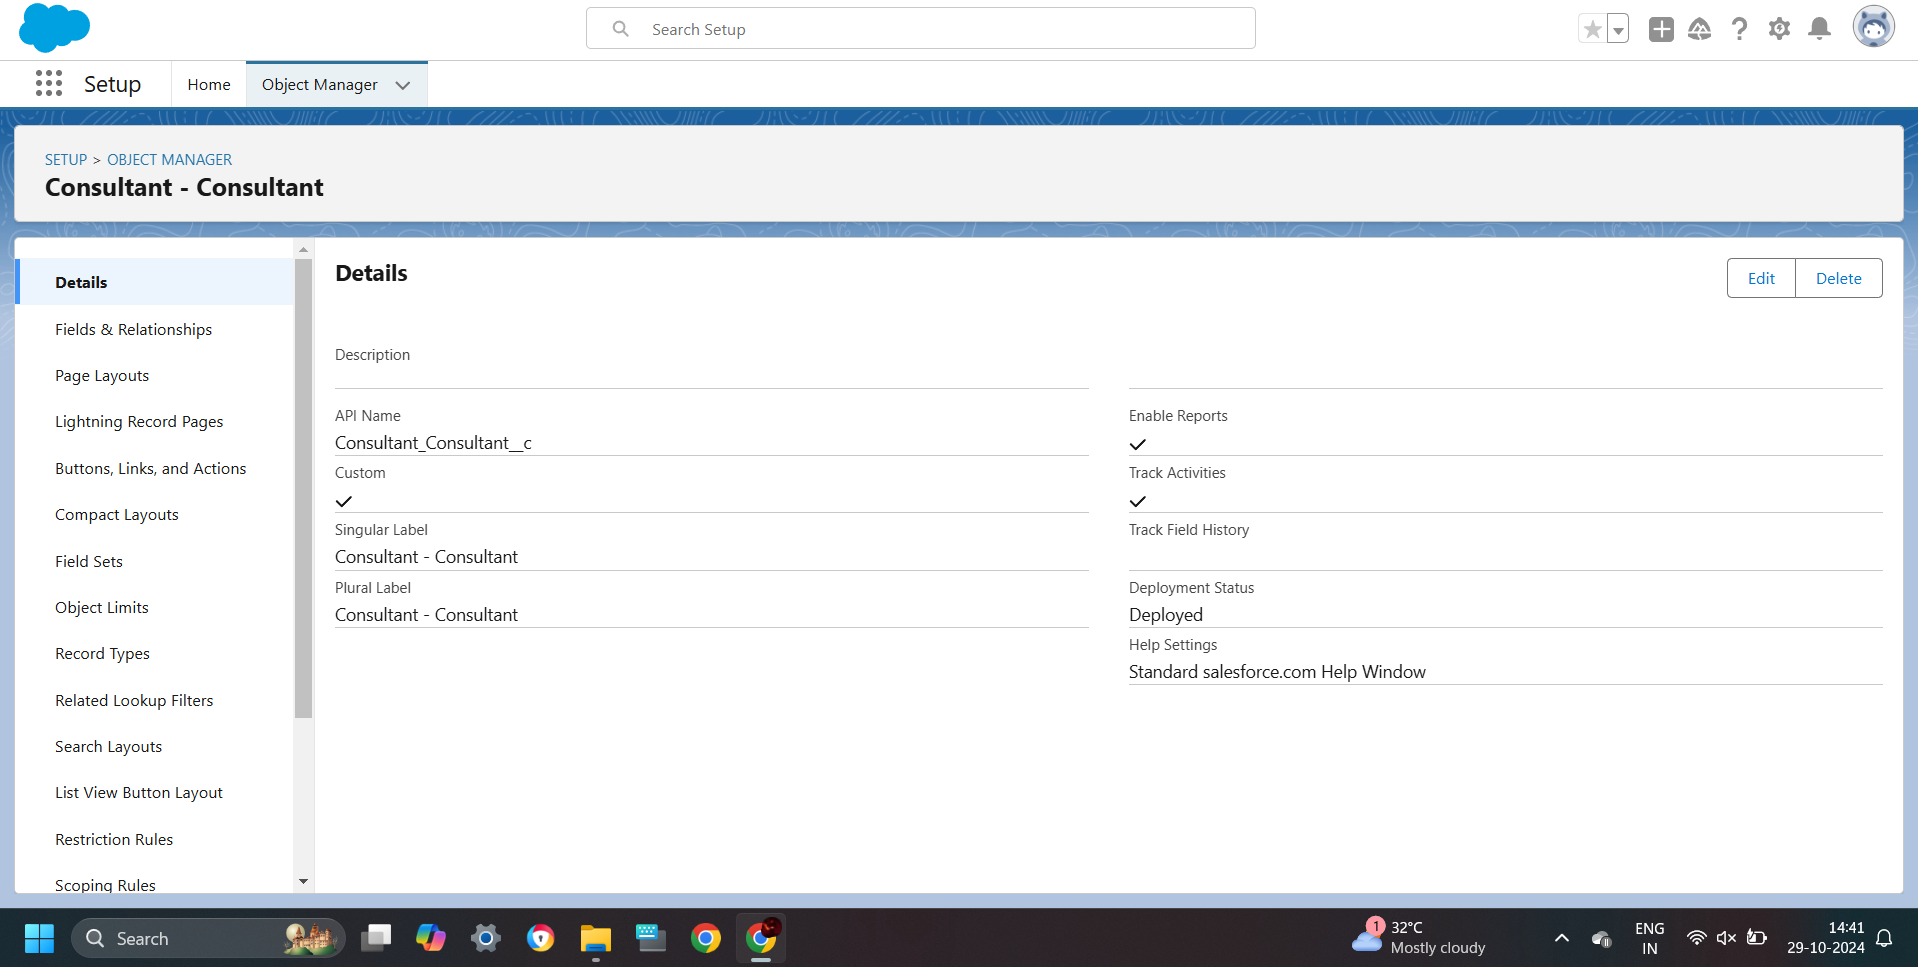 Search Setup
Setup
Home
Object Manager
SETUP > OBJECT MANAGER
Consultant - Consultant
Details
Fields & Relationships
Page Layouts
Lightning Record Pages
Buttons, Links, and Actions
Compact Layouts
Field Sets
Object Limits
Record Types
Related Lookup Filters
Search Layouts
List View Button Layout
Restriction Rules
Scoping Rules
Details
Edit
Delete
Description
API Name
Consultant_Consultant__c
Custom
Singular Label
Consultant - Consultant
Plural Label
Consultant - Consultant
Enable Reports
Track Activities
Track Field History
Deployment Status
Deployed
Help Settings
Standard salesforce.com Help Window
Search
1
32°C
Mostly cloudy
ENG
IN
14:41
29-10-2024